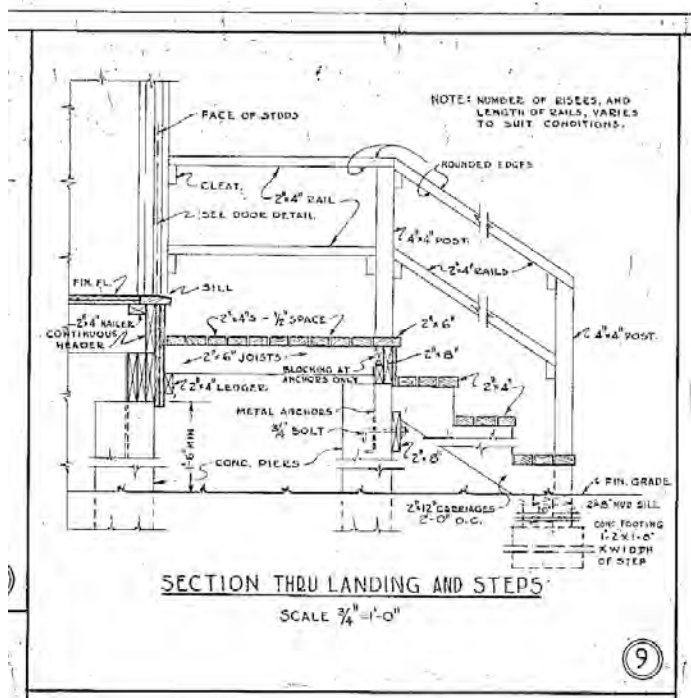 NOTE: NUMBER OF RISERS, AND
LENGTH OF RAILS, VARIES
TO SUIT CONDITIONS.
FACE OF STUDS
ROUNDED EDGES
CLEAT.
2"x4" RAIL
SEE DOOR DETAIL.
4"x4" POST.
2"x4" RAILS
FIN. FL.
SILL
2"x4" NAILER
CONTINUOUS
HEADER
2"x4"S - 1/2" SPACE
2"x6"
4"x4" POST.
2"x6" JOISTS
BLOCKING AT
ANCHORS ONLY
2"x8"
2"x4" LEDGER
2"x4"
METAL ANCHORS
3/4" BOLT
1'-6" MIN
CONC. PIERS
2"x8"
FIN. GRADE
2"x12" CARRIAGES
2'-0" O.C.
2"x8" MUD SILL
CONC FOOTING
1'-2 x 1'-8"
x WIDTH
OF STEP
SECTION THRU LANDING AND STEPS
SCALE 3/4"=1'-0"
9